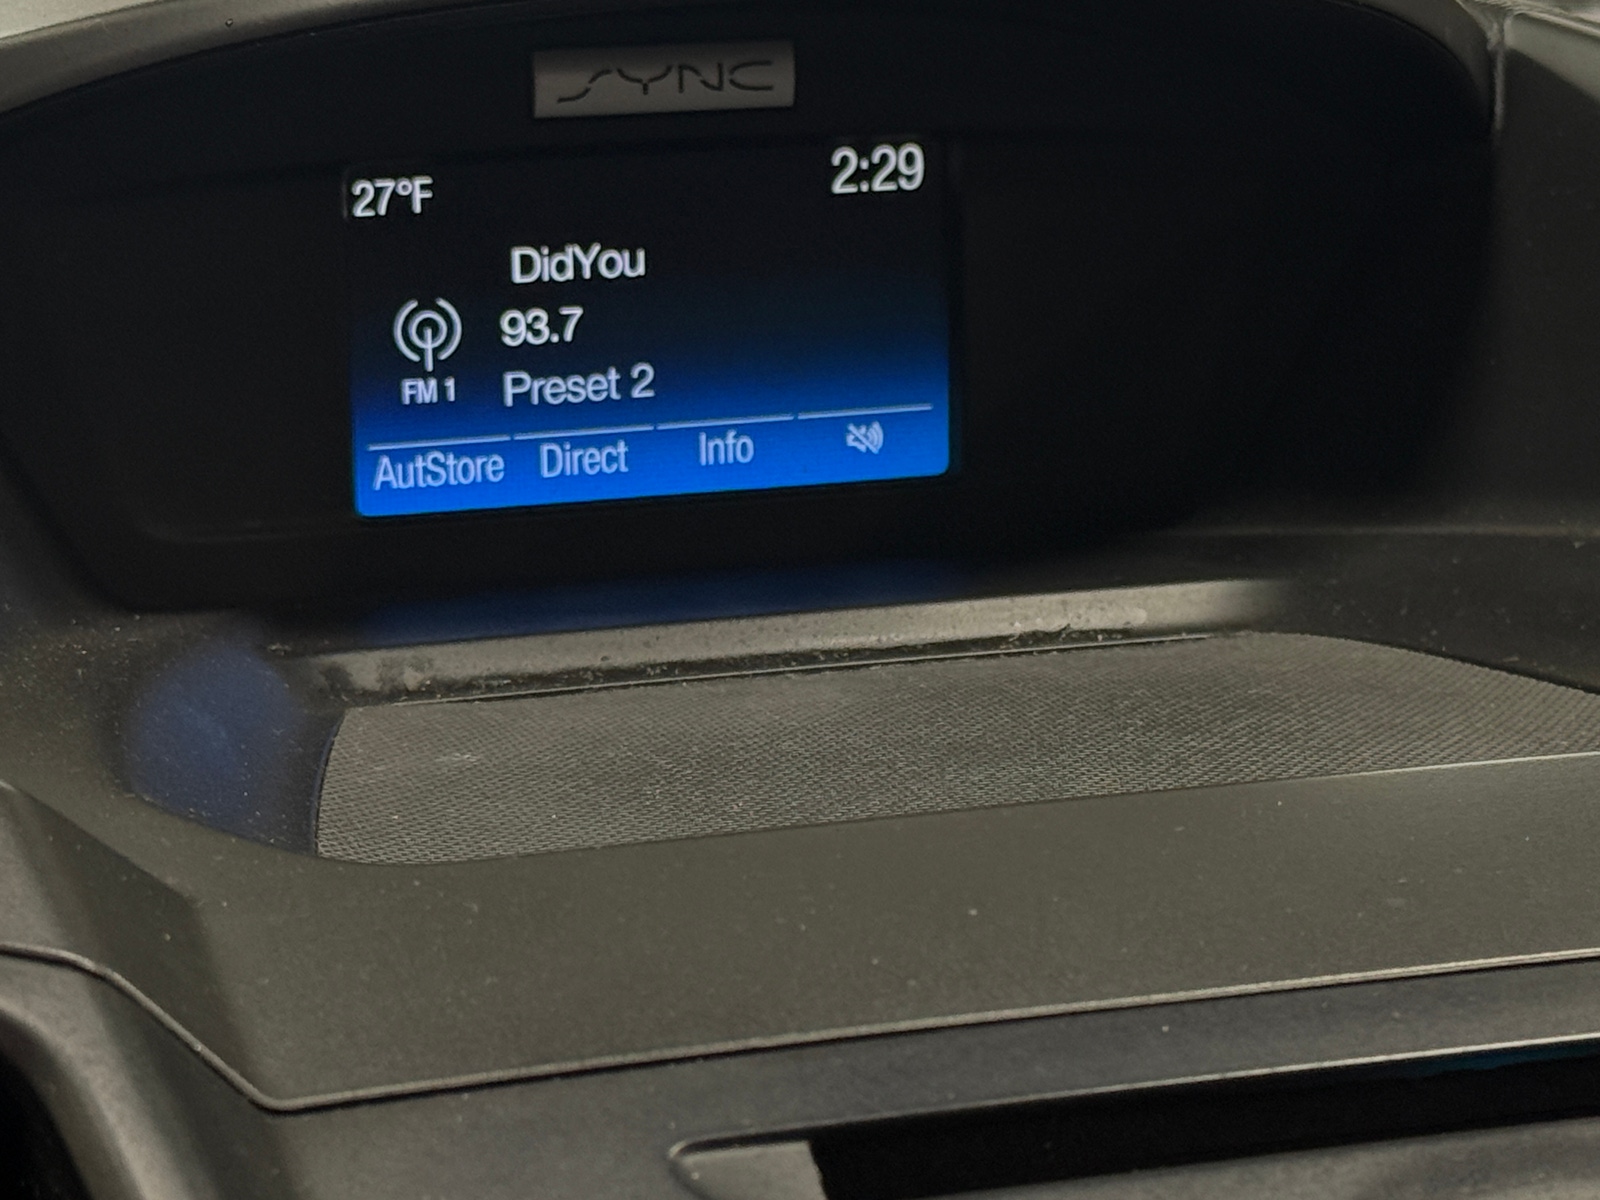 SYNC
27°F
2:29
DidYou
93.7
FM 1
Preset 2
AutStore
Direct
Info